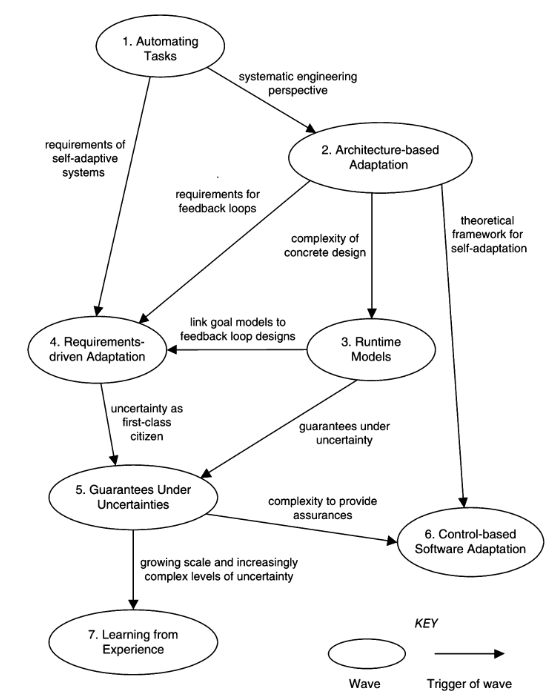 1. Automating
Tasks
systematic engineering
perspective
requirements of
self-adaptive
systems
2. Architecture-based
Adaptation
requirements for
feedback loops
complexity of
concrete design
theoretical
framework for
self-adaptation
4. Requirements-
driven Adaptation
link goal models to
feedback loop designs
3. Runtime
Models
uncertainty as
first-class
citizen
guarantees under
uncertainty
5. Guarantees Under
Uncertainties
complexity to provide
assurances
6. Control-based
Software Adaptation
growing scale and increasingly
complex levels of uncertainty
7. Learning from
Experience
KEY
Wave
Trigger of wave